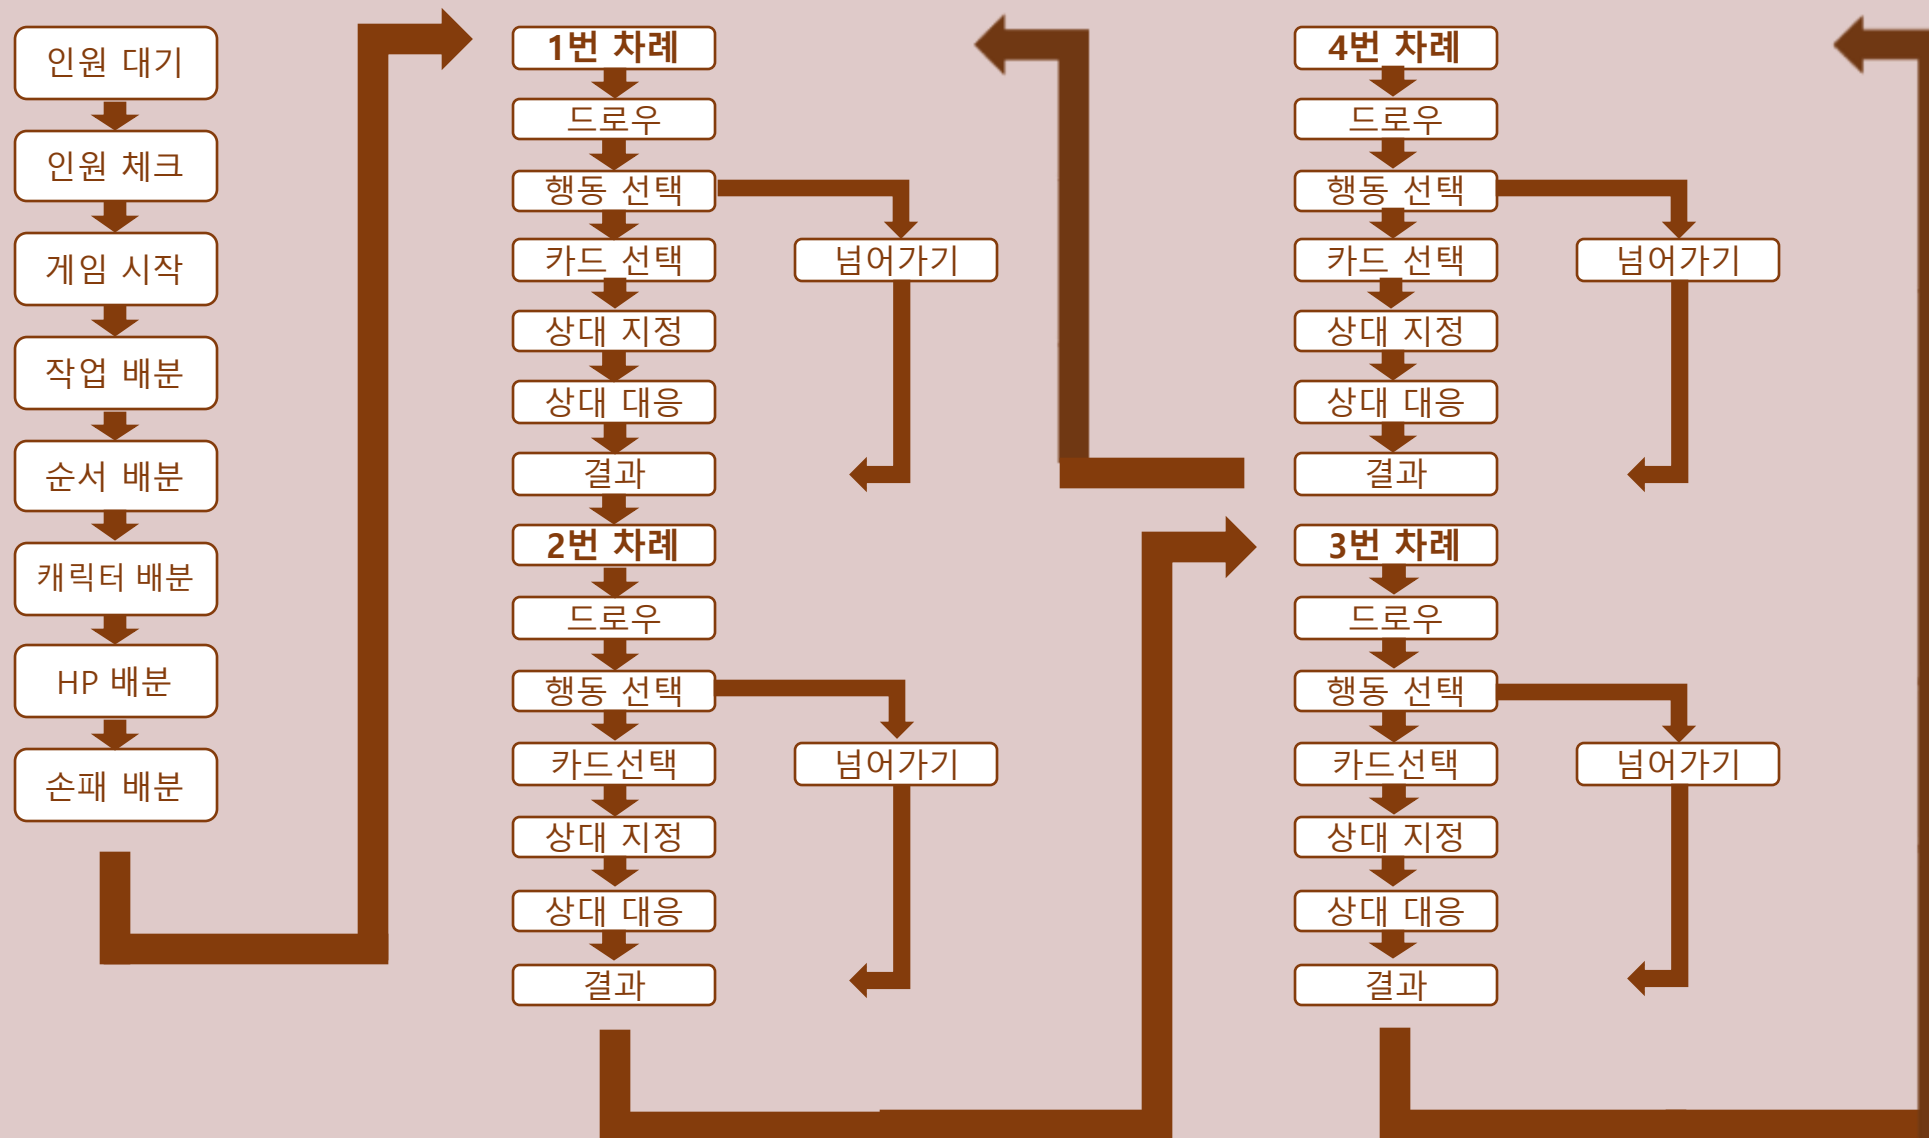 인원 대기
인원 체크
게임 시작
작업 배분
순서 배분
캐릭터 배분
HP 배분
손패 배분
1번 차례
드로우
행동 선택
카드 선택
넘어가기
상대 지정
상대 대응
결과
2번 차례
드로우
행동 선택
카드선택
넘어가기
상대 지정
상대 대응
결과
4번 차례
드로우
행동 선택
카드 선택
넘어가기
상대 지정
상대 대응
결과
3번 차례
드로우
행동 선택
카드선택
넘어가기
상대 지정
상대 대응
결과